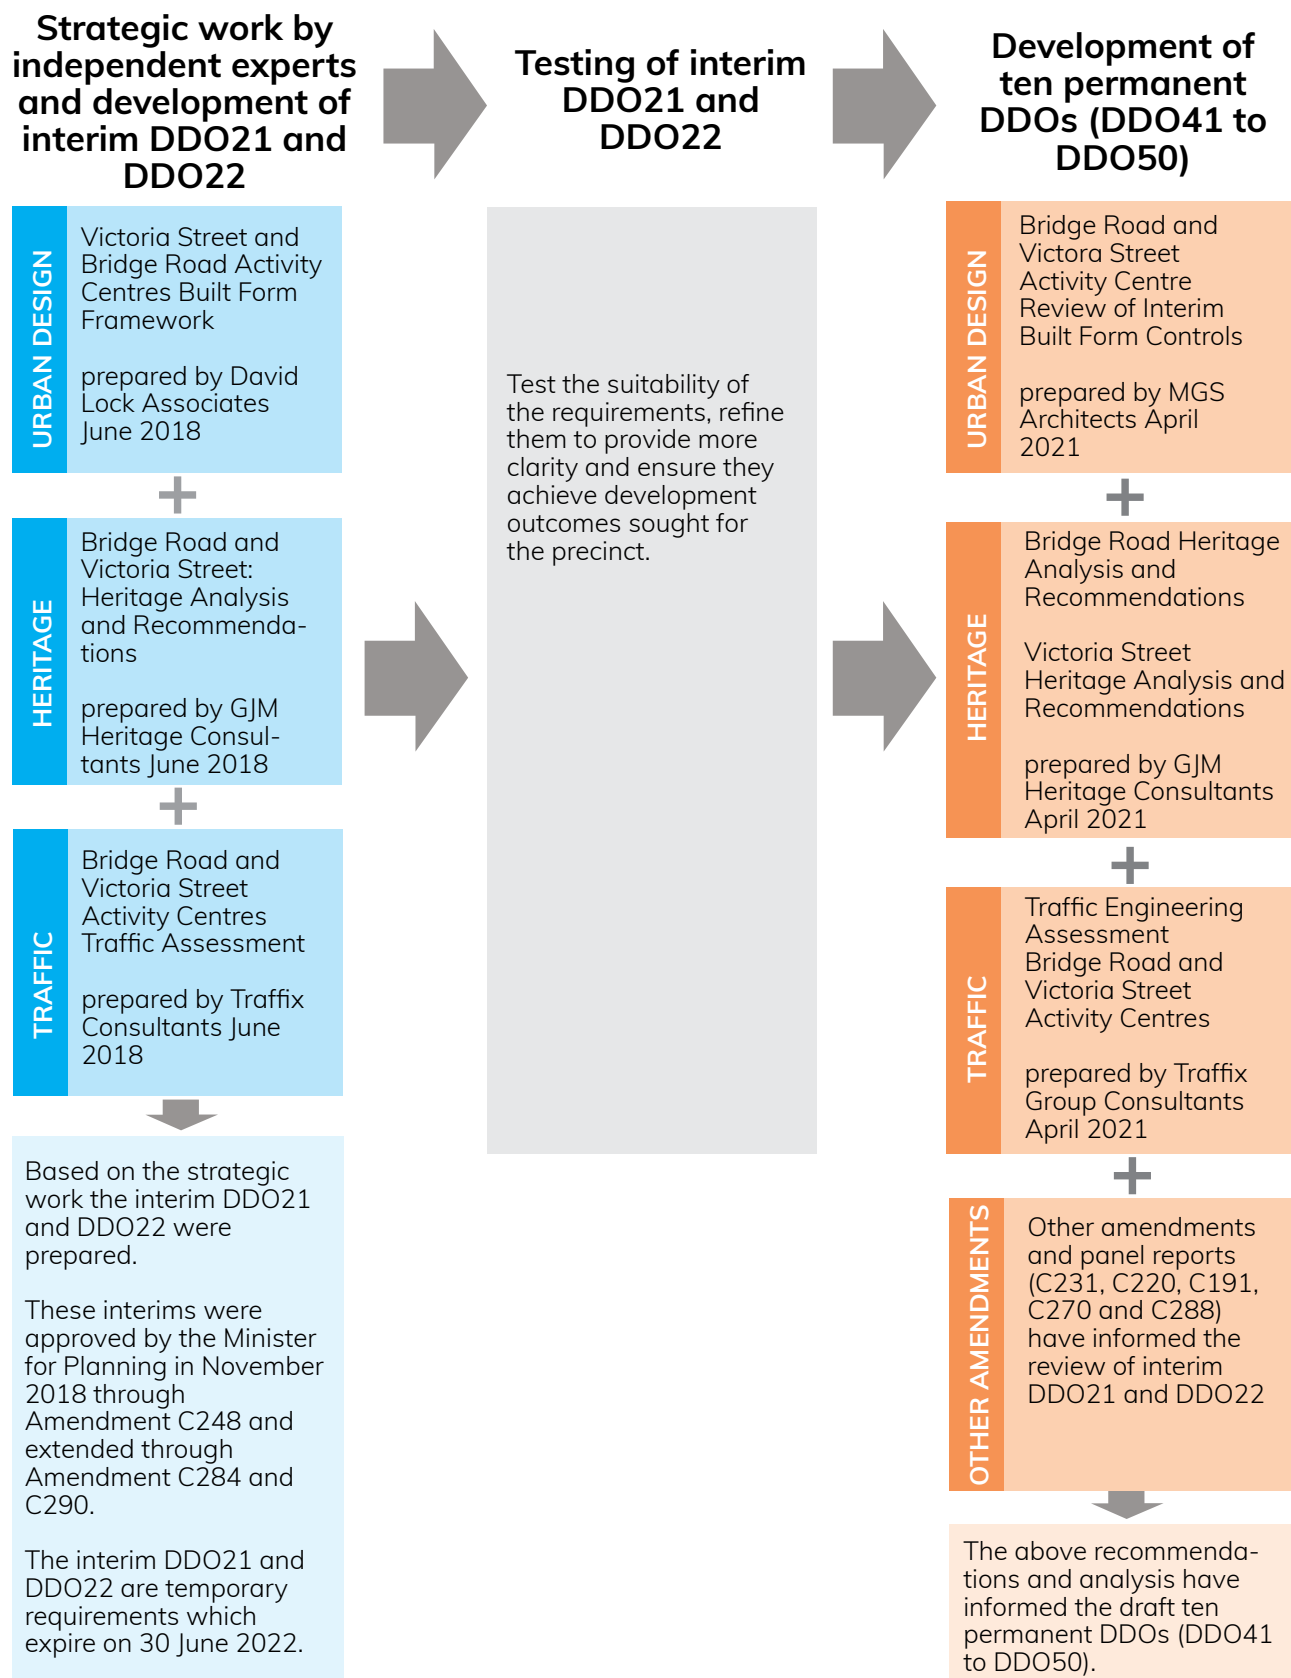 Strategic work by
independent experts
and development of
interim DDO21 and
DDO22
URBAN DESIGN
Victoria Street and
Bridge Road Activity
Centres Built Form
Framework
prepared by David
Lock Associates
June 2018
+
HERITAGE
Bridge Road and
Victoria Street:
Heritage Analysis
and Recommenda-
tions
prepared by GJM
Heritage Consul-
tants June 2018
+
TRAFFIC
Bridge Road and
Victoria Street
Activity Centres
Traffic Assessment
prepared by Traffix
Consultants June
2018
Based on the strategic
work the interim DDO21
and DDO22 were
prepared.
These interims were
approved by the Minister
for Planning in November
2018 through
Amendment C248 and
extended through
Amendment C284 and
C290.
The interim DDO21 and
DDO22 are temporary
requirements which
expire on 30 June 2022.
Testing of interim
DDO21 and
DDO22
Test the suitability of
the requirements, refine
them to provide more
clarity and ensure they
achieve development
outcomes sought for
the precinct.
Development of
ten permanent
DDOs (DDO41 to
DDO50)
URBAN DESIGN
Bridge Road and
Victora Street
Activity Centre
Review of Interim
Built Form Controls
prepared by MGS
Architects April
2021
+
HERITAGE
Bridge Road Heritage
Analysis and
Recommendations
Victoria Street
Heritage Analysis and
Recommendations
prepared by GJM
Heritage Consultants
April 2021
+
TRAFFIC
Traffic Engineering
Assessment
Bridge Road and
Victoria Street
Activity Centres
prepared by Traffix
Group Consultants
April 2021
+
OTHER AMENDMENTS
Other amendments
and panel reports
(C231, C220, C191,
C270 and C288)
have informed the
review of interim
DDO21 and DDO22
The above recommenda-
tions and analysis have
informed the draft ten
permanent DDOs (DDO41
to DDO50).